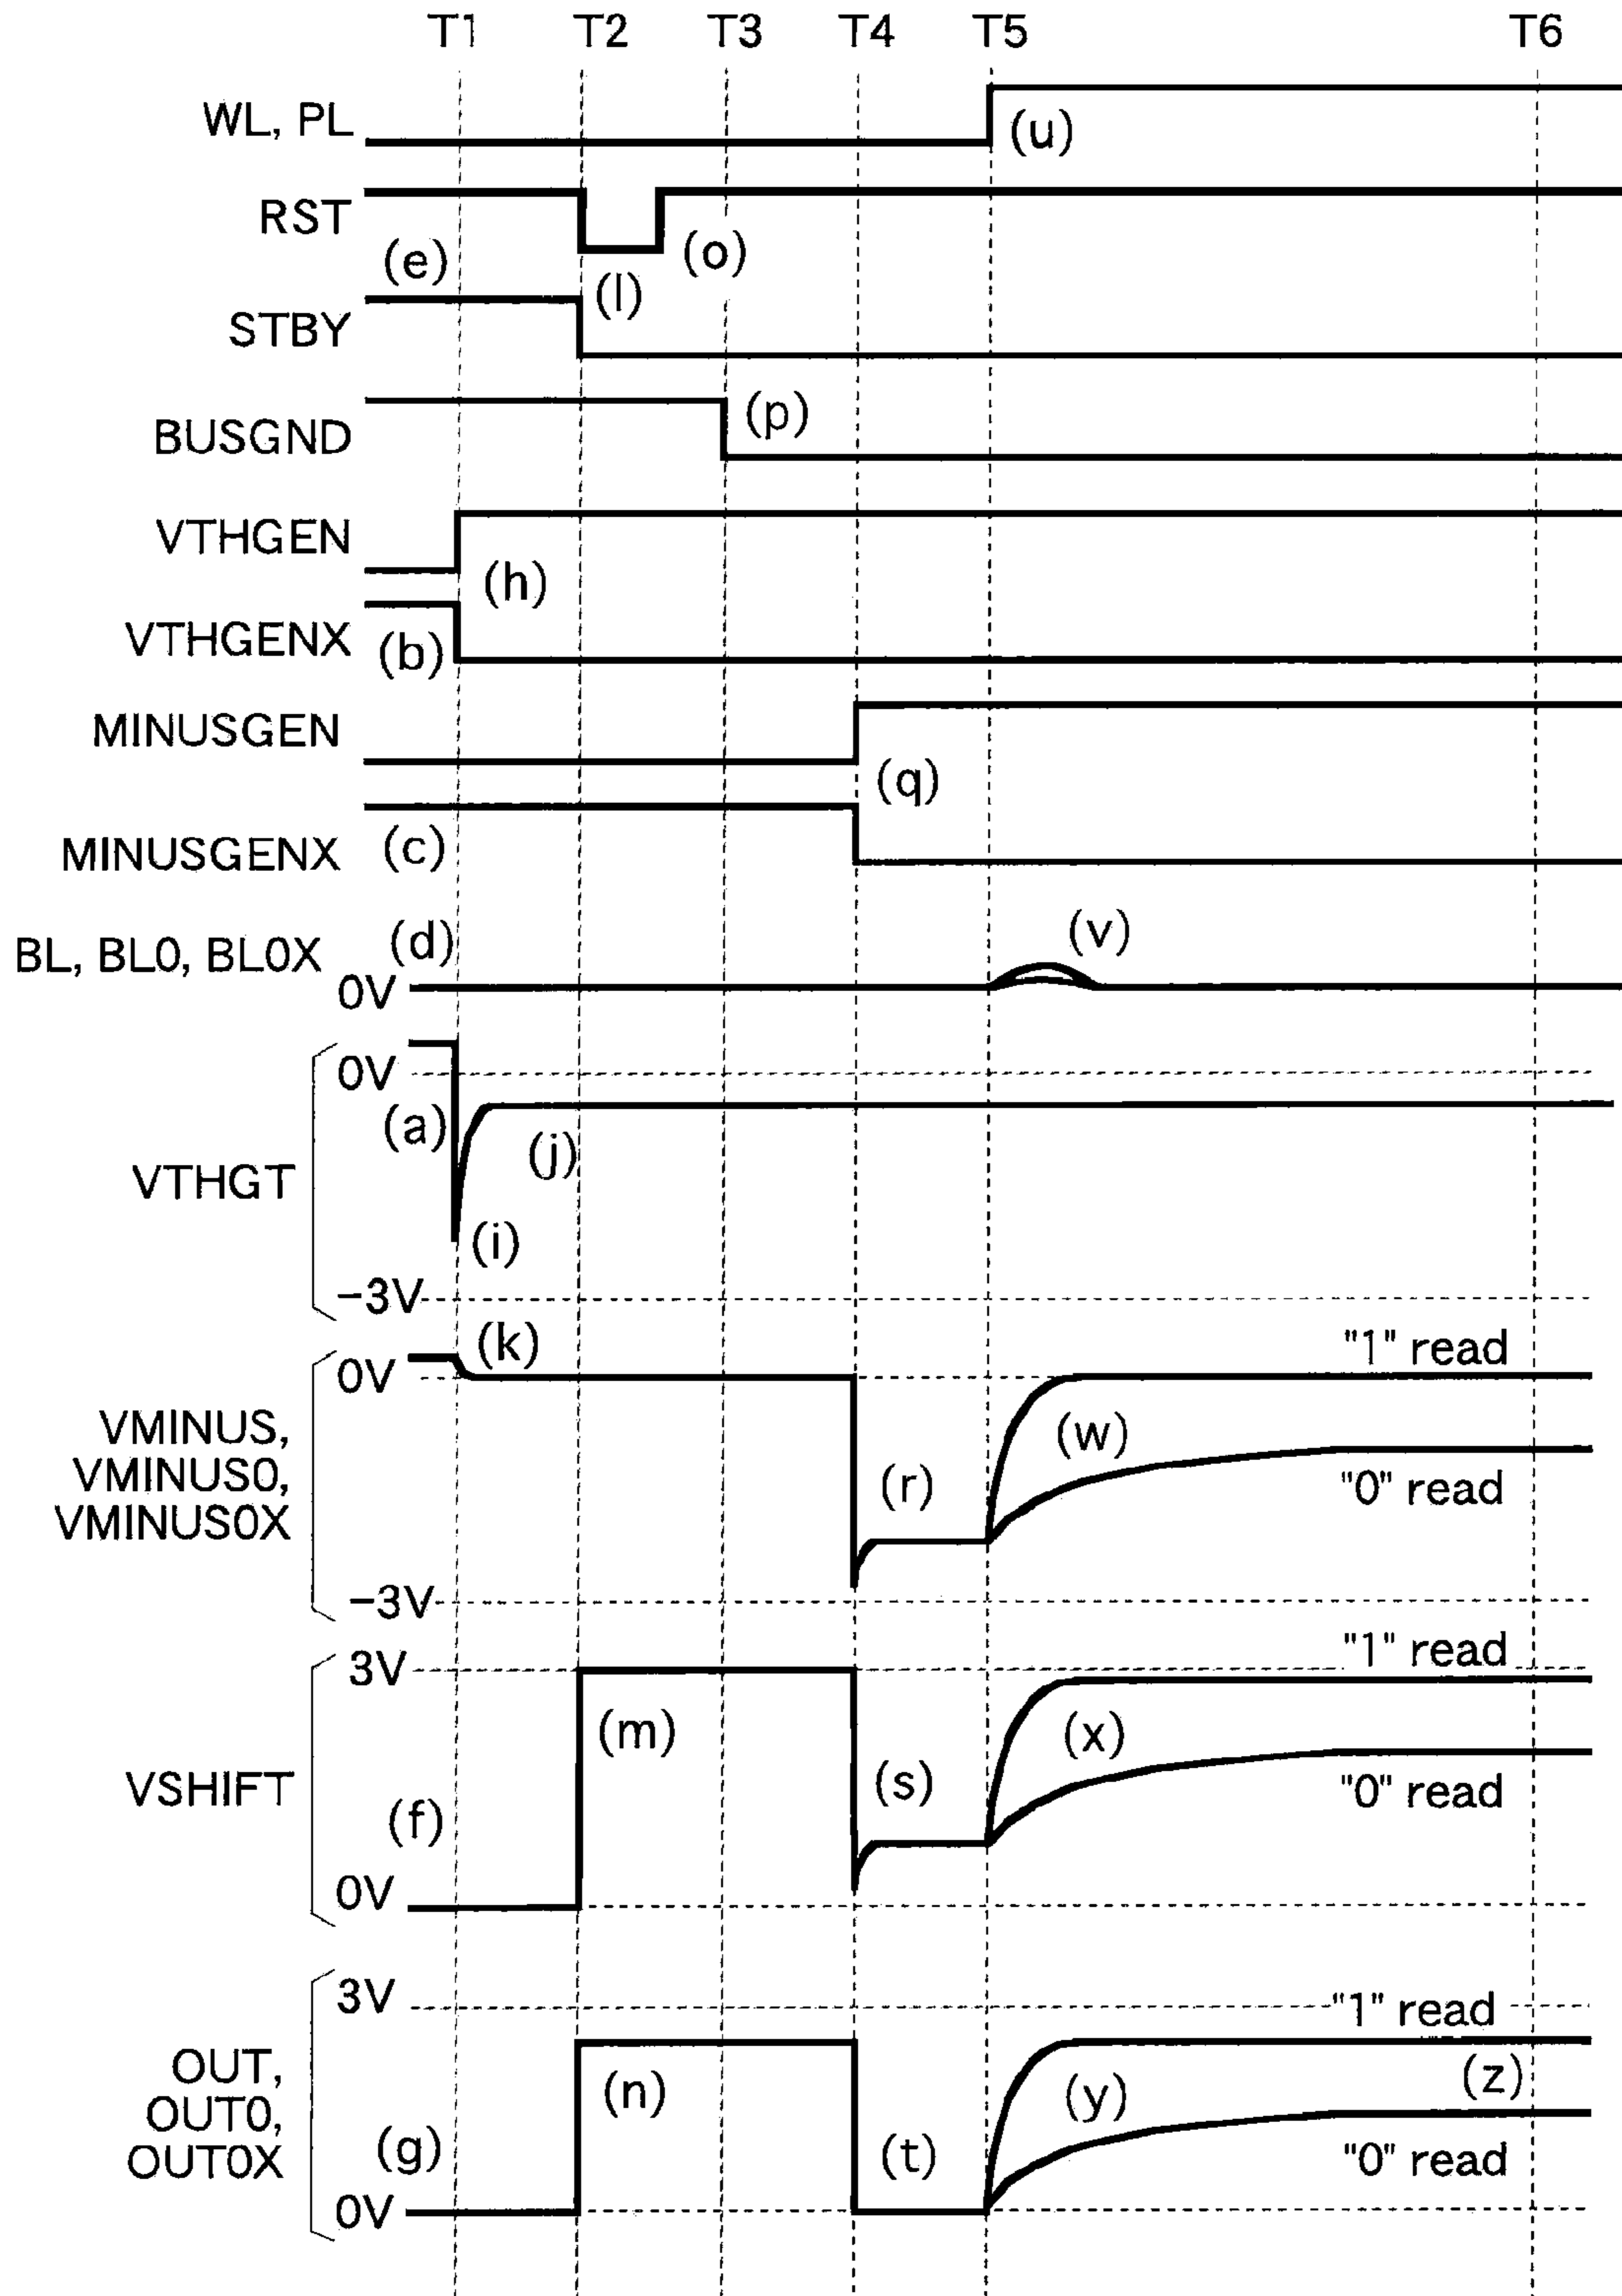 T1 T2 T3 T4 T5 T6
WL, PL
(u)
RST
(e)
(o)
(l)
STBY
BUSGND
(p)
VTHGEN
(h)
VTHGENX
(b)
MINUSGEN
(q)
MINUSGENX
(c)
BL, BL0, BL0X
(d)
(v)
0V
0V
(a)
(j)
VTHGT
(i)
-3V
(k)
"1" read
0V
VMINUS,
VMINUS0,
VMINUS0X
(w)
(r)
"0" read
-3V
3V
"1" read
(m)
(x)
VSHIFT
(s)
"0" read
(f)
0V
3V
"1" read
OUT,
OUT0,
OUT0X
(n)
(y)
(z)
(g)
(t)
"0" read
0V